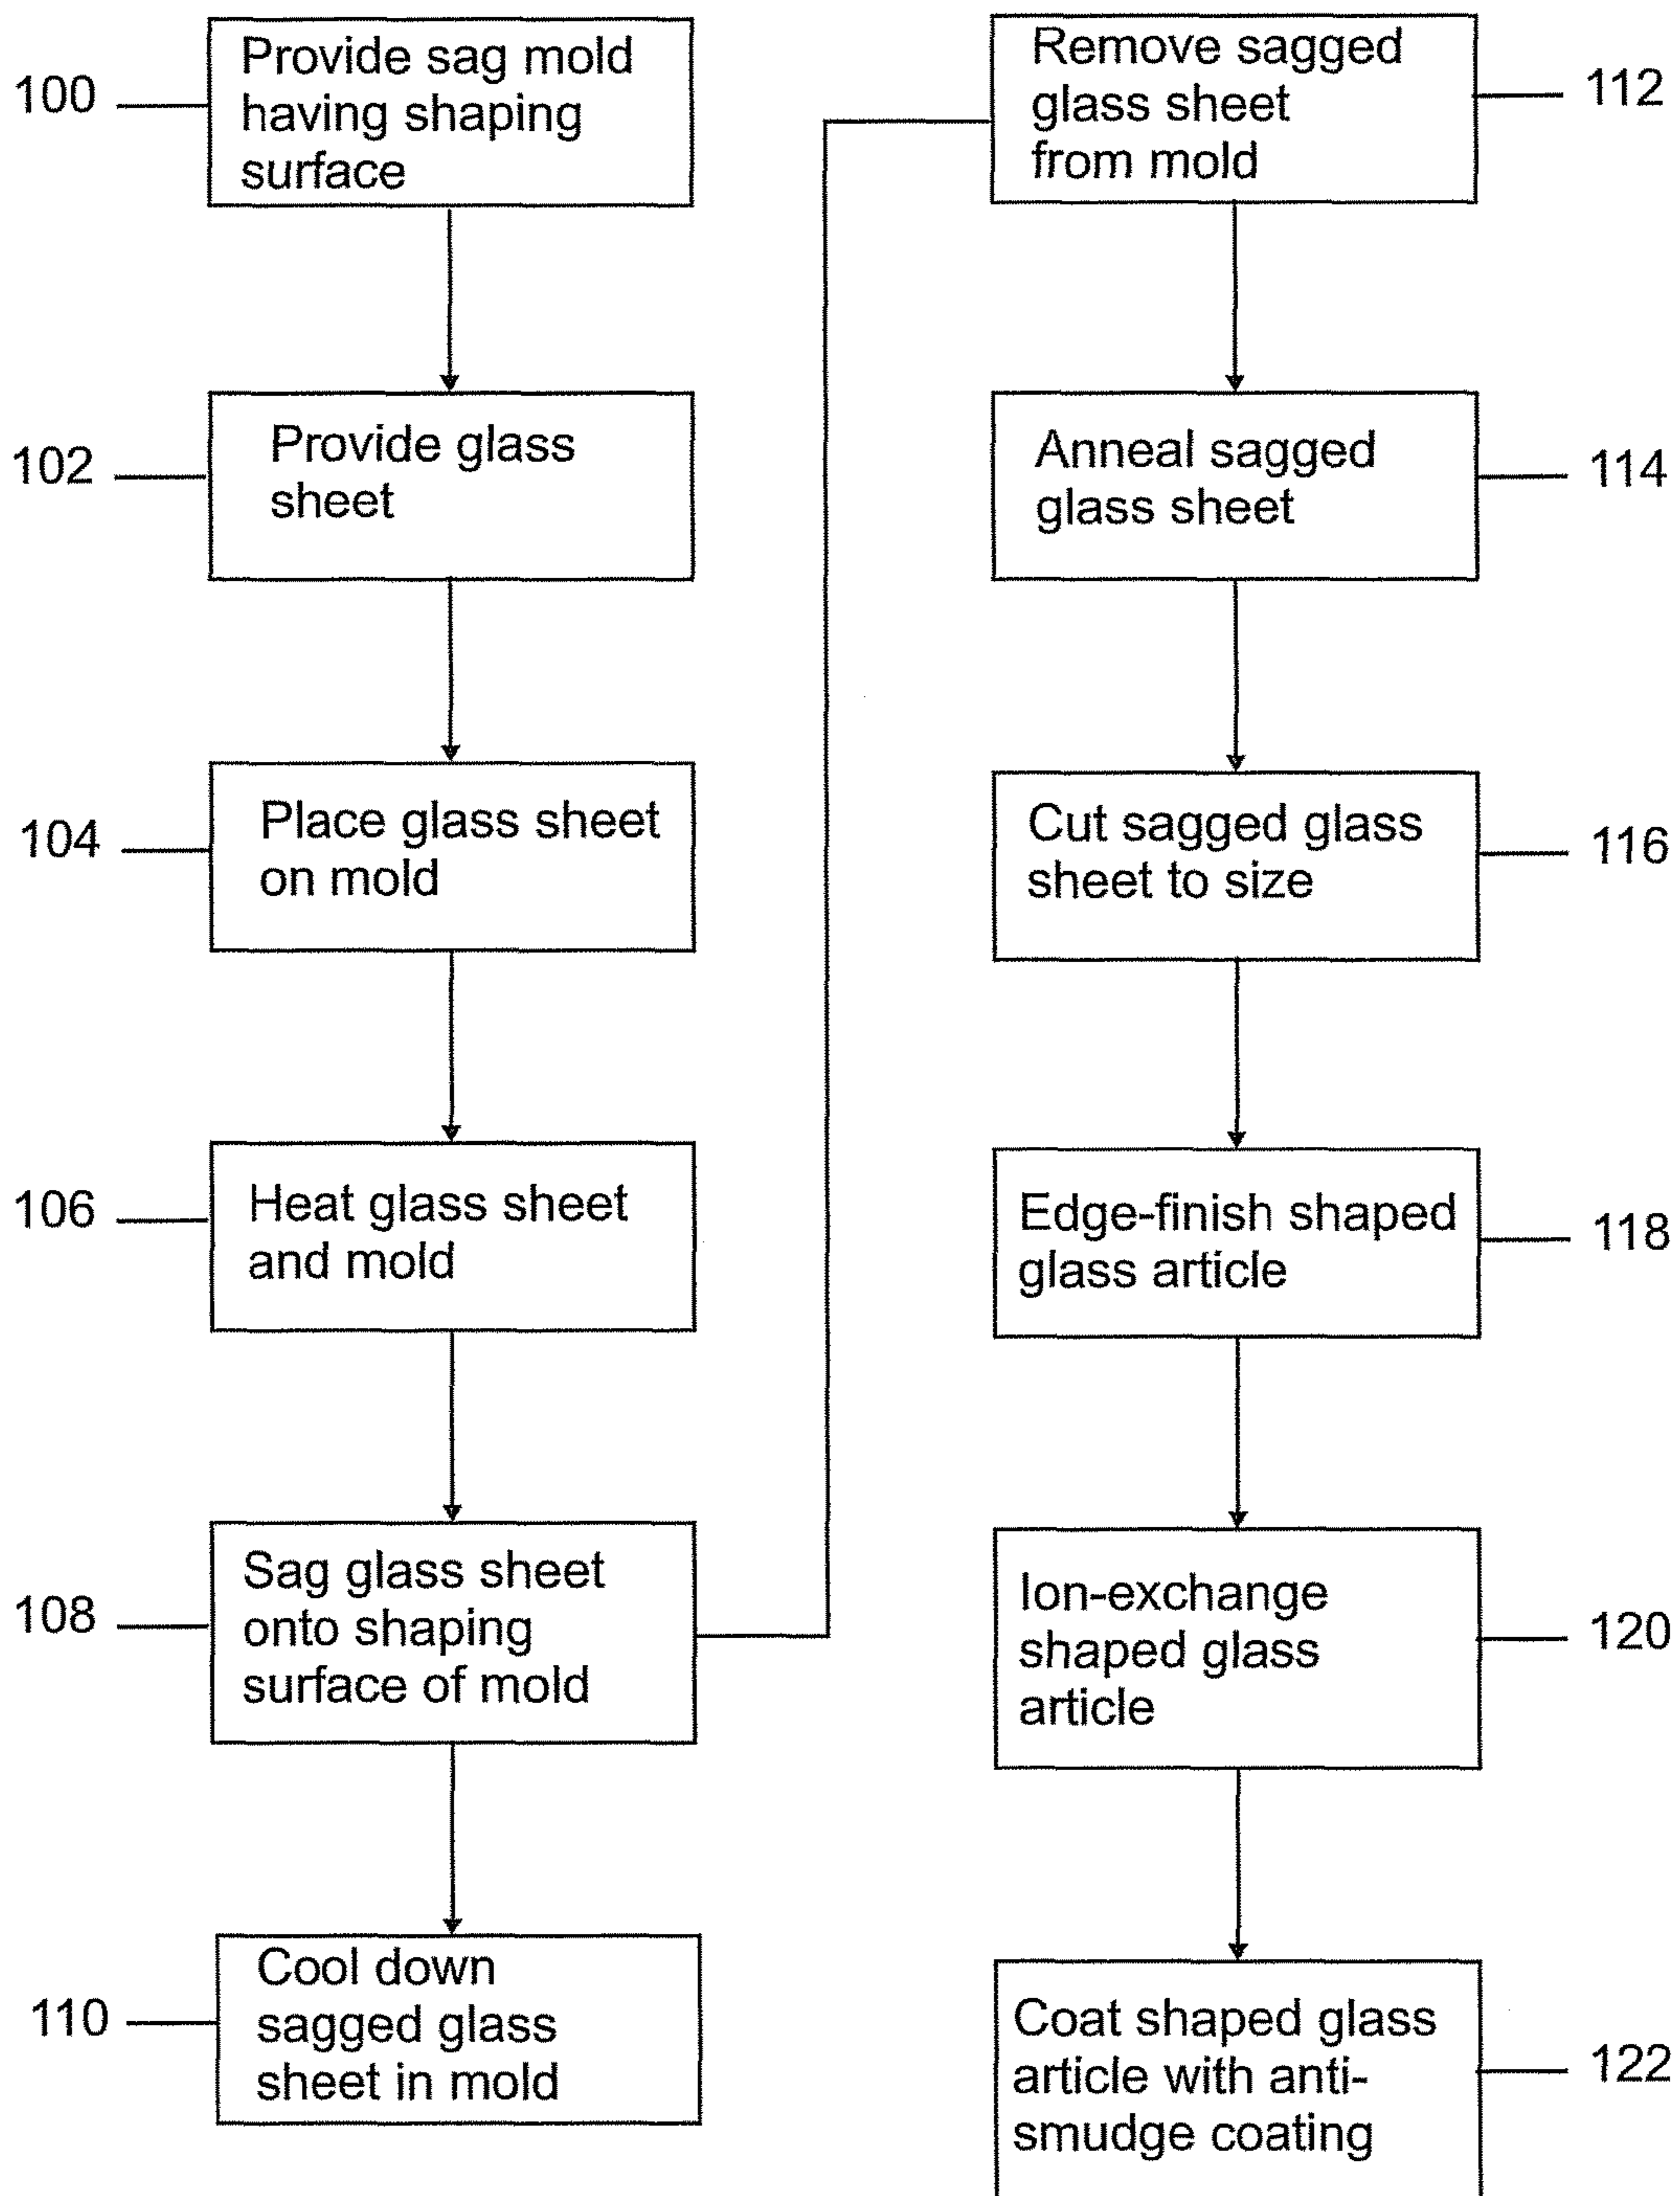 100
Provide sag mold
having shaping
surface
102
Provide glass
sheet
104
Place glass sheet
on mold
106
Heat glass sheet
and mold
108
Sag glass sheet
onto shaping
surface of mold
110
Cool down
sagged glass
sheet in mold
Remove sagged
glass sheet
from mold
112
Anneal sagged
glass sheet
114
Cut sagged glass
sheet to size
116
Edge-finish shaped
glass article
118
Ion-exchange
shaped glass
article
120
Coat shaped glass
article with anti-
smudge coating
122